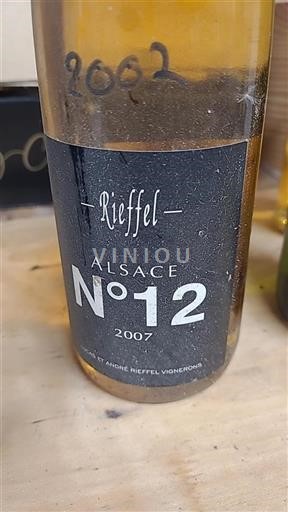 2002
— Rieffel —
VINIOU
ALSACE
N°12
2007
ET ANDRÉ RIEFFEL VIGNERONS